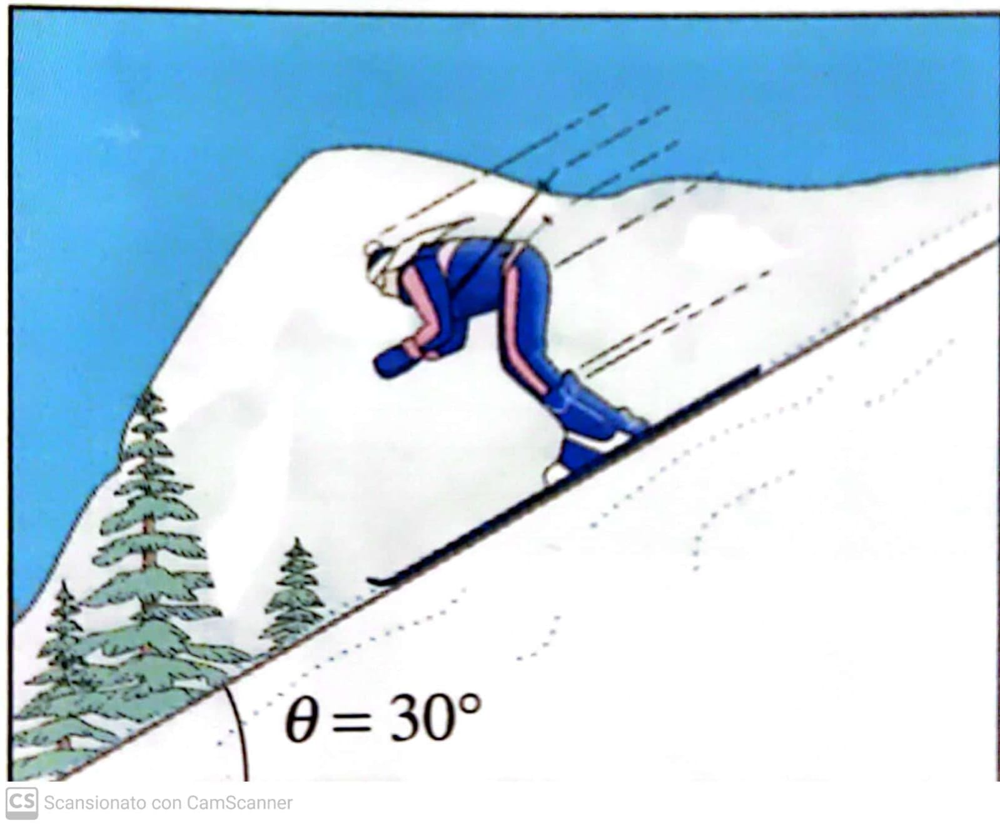 θ = 30°
CS Scansionato con CamScanner